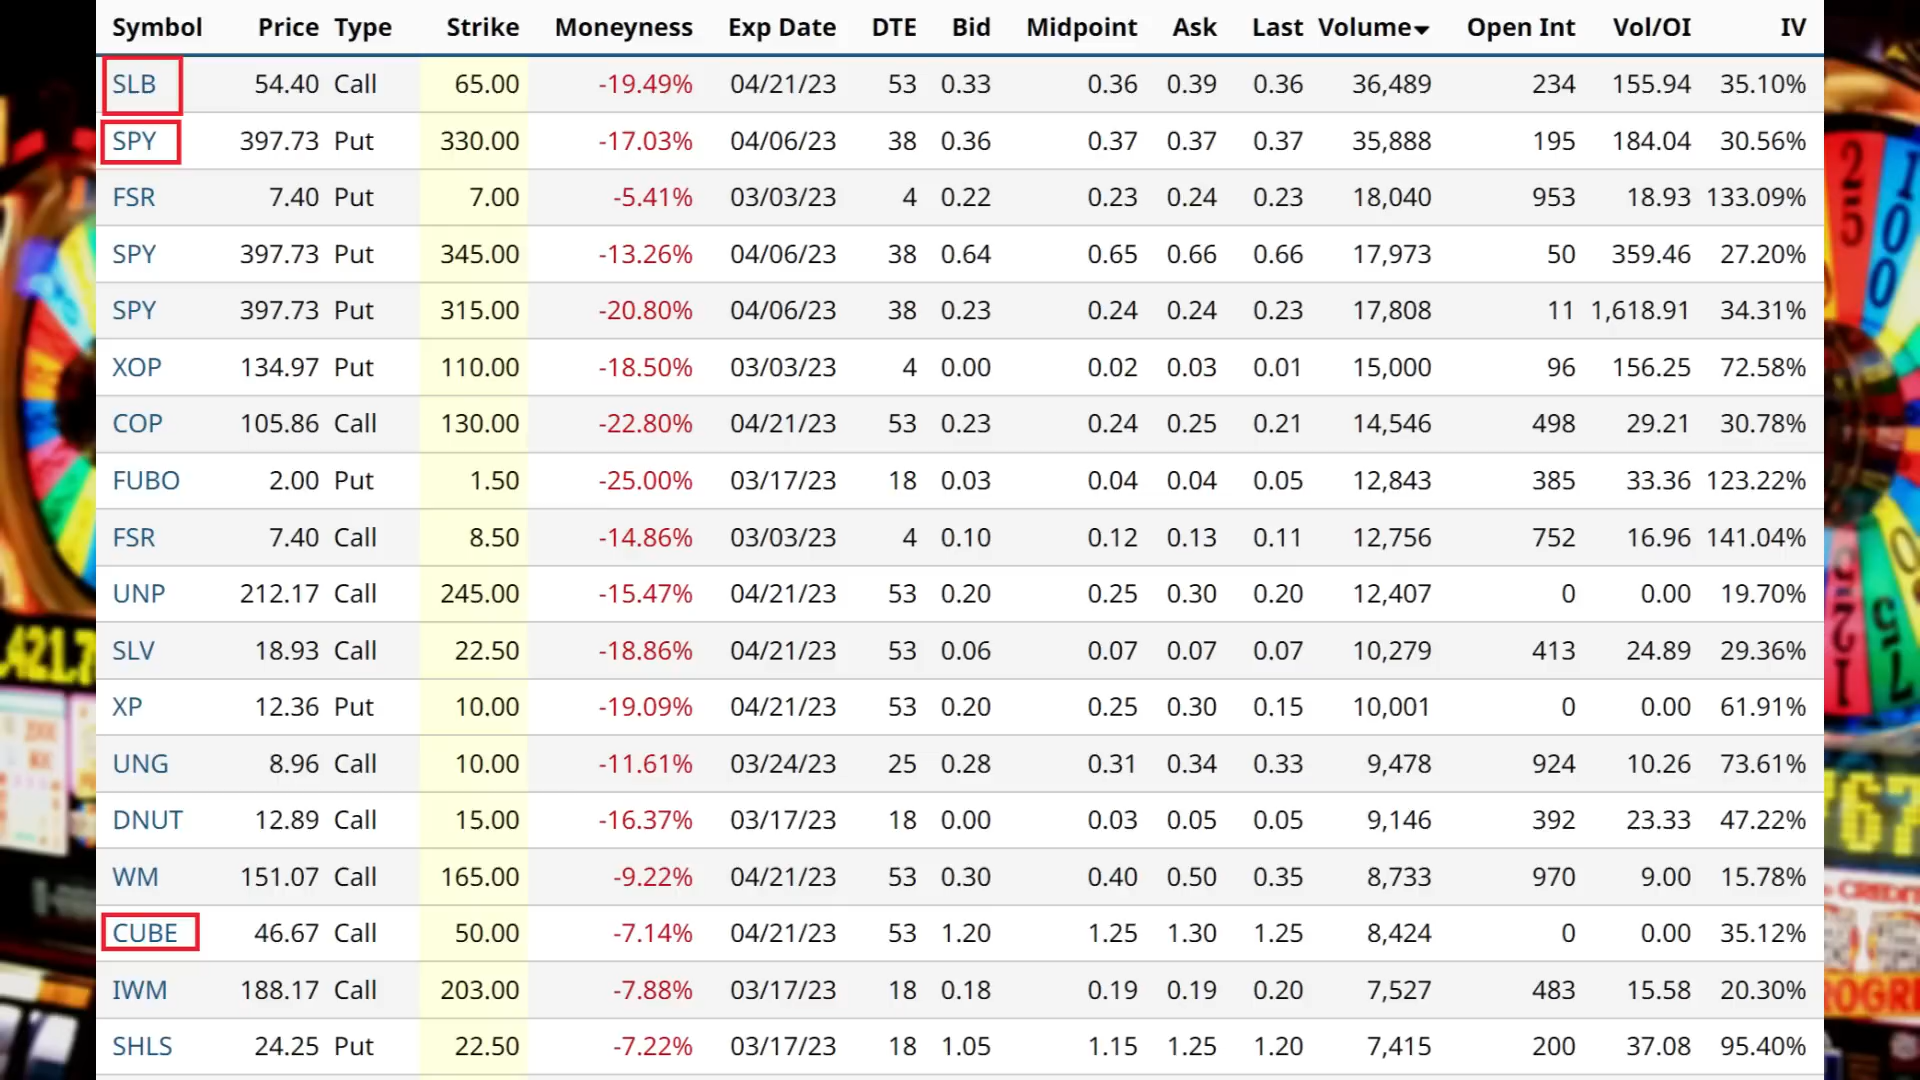 Symbol Price Type Strike Moneyness Exp Date DTE Bid Midpoint Ask Last Volume Open Int Vol/OI IV
SLB 54.40 Call 65.00 -19.49% 04/21/23 53 0.33 0.36 0.39 0.36 36,489 234 155.94 35.10%
SPY 397.73 Put 330.00 -17.03% 04/06/23 38 0.36 0.37 0.37 0.37 35,888 195 184.04 30.56%
FSR 7.40 Put 7.00 -5.41% 03/03/23 4 0.22 0.23 0.24 0.23 18,040 953 18.93 133.09%
SPY 397.73 Put 345.00 -13.26% 04/06/23 38 0.64 0.65 0.66 0.66 17,973 50 359.46 27.20%
SPY 397.73 Put 315.00 -20.80% 04/06/23 38 0.23 0.24 0.24 0.23 17,808 11 1,618.91 34.31%
XOP 134.97 Put 110.00 -18.50% 03/03/23 4 0.00 0.02 0.03 0.01 15,000 96 156.25 72.58%
COP 105.86 Call 130.00 -22.80% 04/21/23 53 0.23 0.24 0.25 0.21 14,546 498 29.21 30.78%
FUBO 2.00 Put 1.50 -25.00% 03/17/23 18 0.03 0.04 0.04 0.05 12,843 385 33.36 123.22%
FSR 7.40 Call 8.50 -14.86% 03/03/23 4 0.10 0.12 0.13 0.11 12,756 752 16.96 141.04%
UNP 212.17 Call 245.00 -15.47% 04/21/23 53 0.20 0.25 0.30 0.20 12,407 0 0.00 19.70%
SLV 18.93 Call 22.50 -18.86% 04/21/23 53 0.06 0.07 0.07 0.07 10,279 413 24.89 29.36%
XP 12.36 Put 10.00 -19.09% 04/21/23 53 0.20 0.25 0.30 0.15 10,001 0 0.00 61.91%
UNG 8.96 Call 10.00 -11.61% 03/24/23 25 0.28 0.31 0.34 0.33 9,478 924 10.26 73.61%
DNUT 12.89 Call 15.00 -16.37% 03/17/23 18 0.00 0.03 0.05 0.05 9,146 392 23.33 47.22%
WM 151.07 Call 165.00 -9.22% 04/21/23 53 0.30 0.40 0.50 0.35 8,733 970 9.00 15.78%
CUBE 46.67 Call 50.00 -7.14% 04/21/23 53 1.20 1.25 1.30 1.25 8,424 0 0.00 35.12%
IWM 188.17 Call 203.00 -7.88% 03/17/23 18 0.18 0.19 0.19 0.20 7,527 483 15.58 20.30%
SHLS 24.25 Put 22.50 -7.22% 03/17/23 18 1.05 1.15 1.25 1.20 7,415 200 37.08 95.40%
25
100
125
75